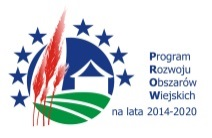 Program
Rozwoju
Obszarów
Wiejskich
na lata 2014-2020